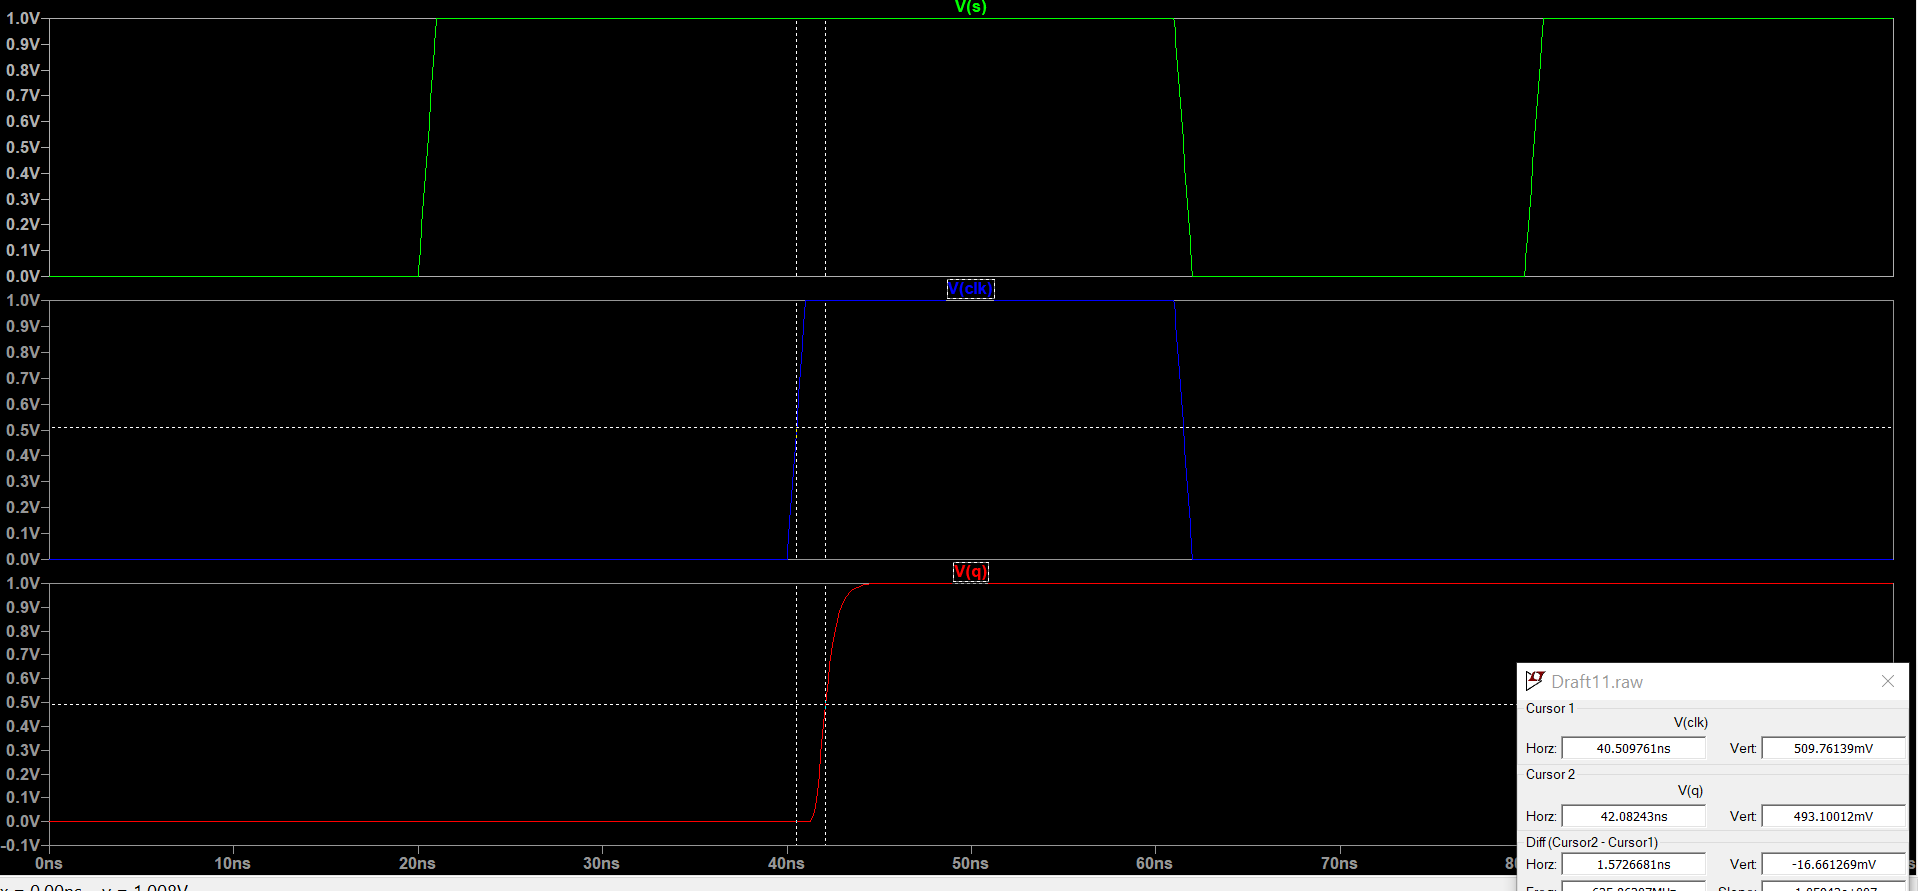 V(s)
1.0V
0.9V
0.8V
0.7V
0.6V
0.5V
0.4V
0.3V
0.2V
0.1V
0.0V
V(clk)
1.0V
0.9V
0.8V
0.7V
0.6V
0.5V
0.4V
0.3V
0.2V
0.1V
0.0V
V(q)
1.0V
0.9V
0.8V
0.7V
0.6V
0.5V
0.4V
0.3V
0.2V
0.1V
0.0V
-0.1V
0ns 10ns 20ns 30ns 40ns 50ns 60ns 70ns
Draft11.raw
Cursor 1
V(clk)
Horz: 40.509761ns Vert: 509.76139mV
Cursor 2
V(q)
Horz: 42.08243ns Vert: 493.10012mV
Diff (Cursor2 - Cursor1)
Horz: 1.5726681ns Vert: -16.661269mV